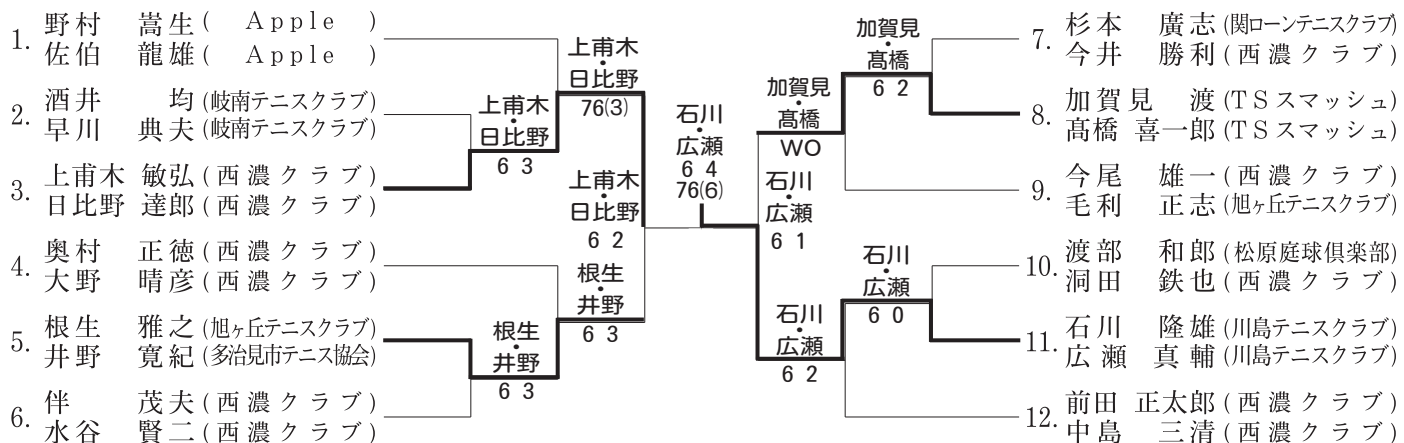 1. 野村 嵩生 ( Apple )
佐伯 龍雄 ( Apple )
2. 酒井 均 (岐南テニスクラブ)
早川 典夫 (岐南テニスクラブ)
3. 上甫木 敏弘 (西濃クラブ)
日比野 達郎 (西濃クラブ)
4. 奥村 正徳 (西濃クラブ)
大野 晴彦 (西濃クラブ)
5. 根生 雅之 (旭ヶ丘テニスクラブ)
井野 寛紀 (多治見市テニス協会)
6. 伴 茂夫 (西濃クラブ)
水谷 賢二 (西濃クラブ)
上甫木
・
日比野
6 3
根生
・
井野
6 3
上甫木
・
日比野
76(3)
上甫木
・
日比野
6 2
根生
・
井野
6 3
石川
・
広瀬
6 4
76(6)
加賀見
・
髙橋
WO
石川
・
広瀬
6 1
石川
・
広瀬
6 2
加賀見
・
髙橋
6 2
石川
・
広瀬
6 0
7. 杉本 廣志 (関ローンテニスクラブ)
今井 勝利 (西濃クラブ)
8. 加賀見 渡 (TSスマッシュ)
髙橋 喜一郎 (TSスマッシュ)
9. 今尾 雄一 (西濃クラブ)
毛利 正志 (旭ヶ丘テニスクラブ)
10. 渡部 和郎 (松原庭球倶楽部)
洞田 鉄也 (西濃クラブ)
11. 石川 隆雄 (川島テニスクラブ)
広瀬 真輔 (川島テニスクラブ)
12. 前田 正太郎 (西濃クラブ)
中島 三清 (西濃クラブ)